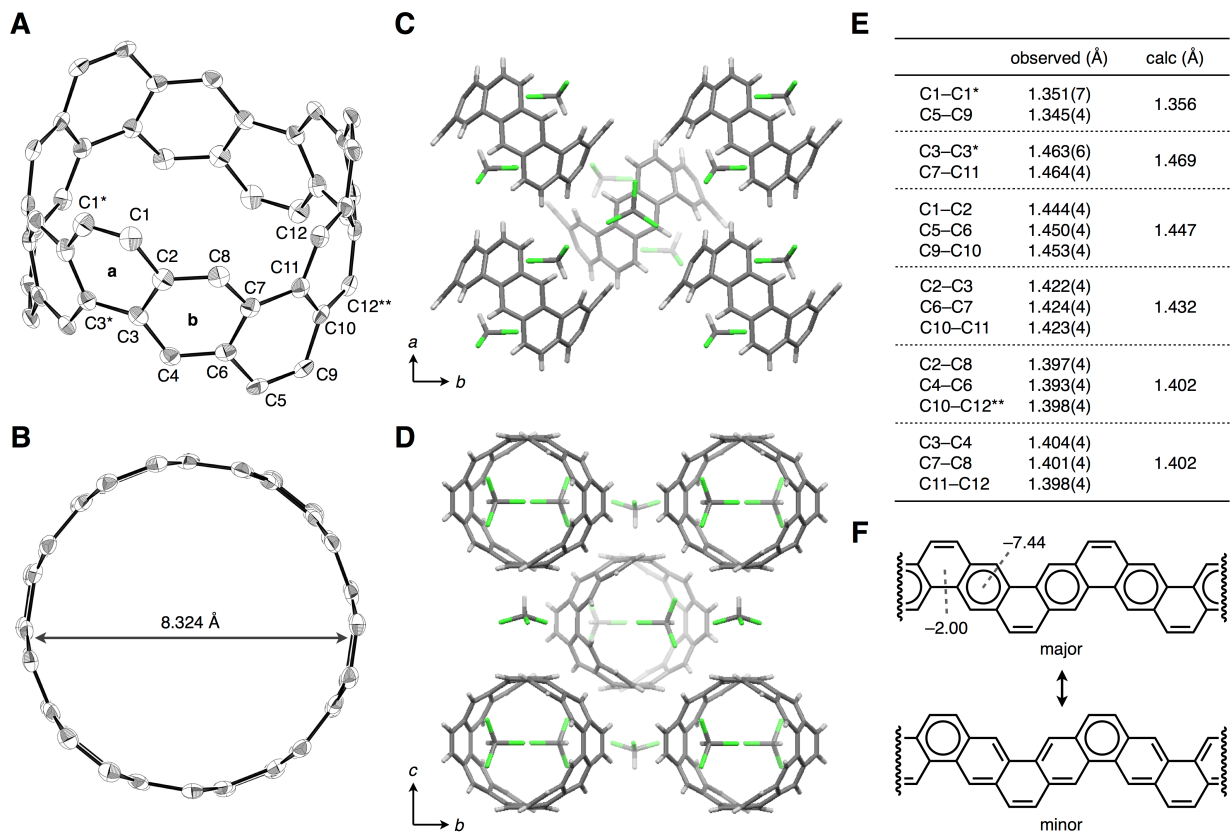 A
C1*
C1
C12
a
C2
C8
C11
C7
C12**
C3*
C3
b
C10
C4
C6
C9
C5
B
8.324 Å
C
a
b
D
c
b
E
observed (Å) calc (Å)
C1–C1* 1.351(7) 1.356
C5–C9 1.345(4)
C3–C3* 1.463(6) 1.469
C7–C11 1.464(4)
C1–C2 1.444(4)
C5–C6 1.450(4) 1.447
C9–C10 1.453(4)
C2–C3 1.422(4)
C6–C7 1.424(4) 1.432
C10–C11 1.423(4)
C2–C8 1.397(4)
C4–C6 1.393(4) 1.402
C10–C12** 1.398(4)
C3–C4 1.404(4)
C7–C8 1.401(4) 1.402
C11–C12 1.398(4)
F
–7.44
–2.00
major
minor